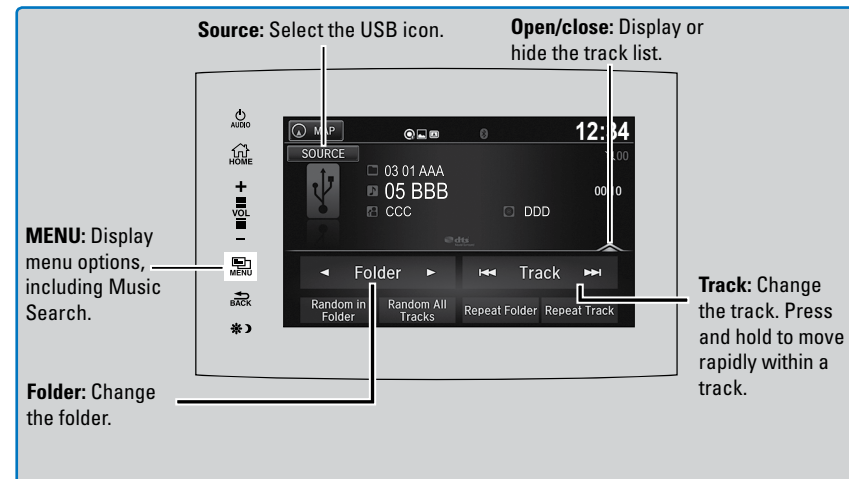 Source: Select the USB icon.
Open/close: Display or
hide the track list.
AUDIO
HOME
+
VOL
–
MENU
BACK
MAP
12:34
SOURCE
03 01 AAA
05 BBB
CCC
DDD
dts
Folder
Track
Random in
Folder
Random All
Tracks
Repeat Folder
Repeat Track
MENU: Display
menu options,
including Music
Search.
Folder: Change
the folder.
Track: Change
the track. Press
and hold to move
rapidly within a
track.